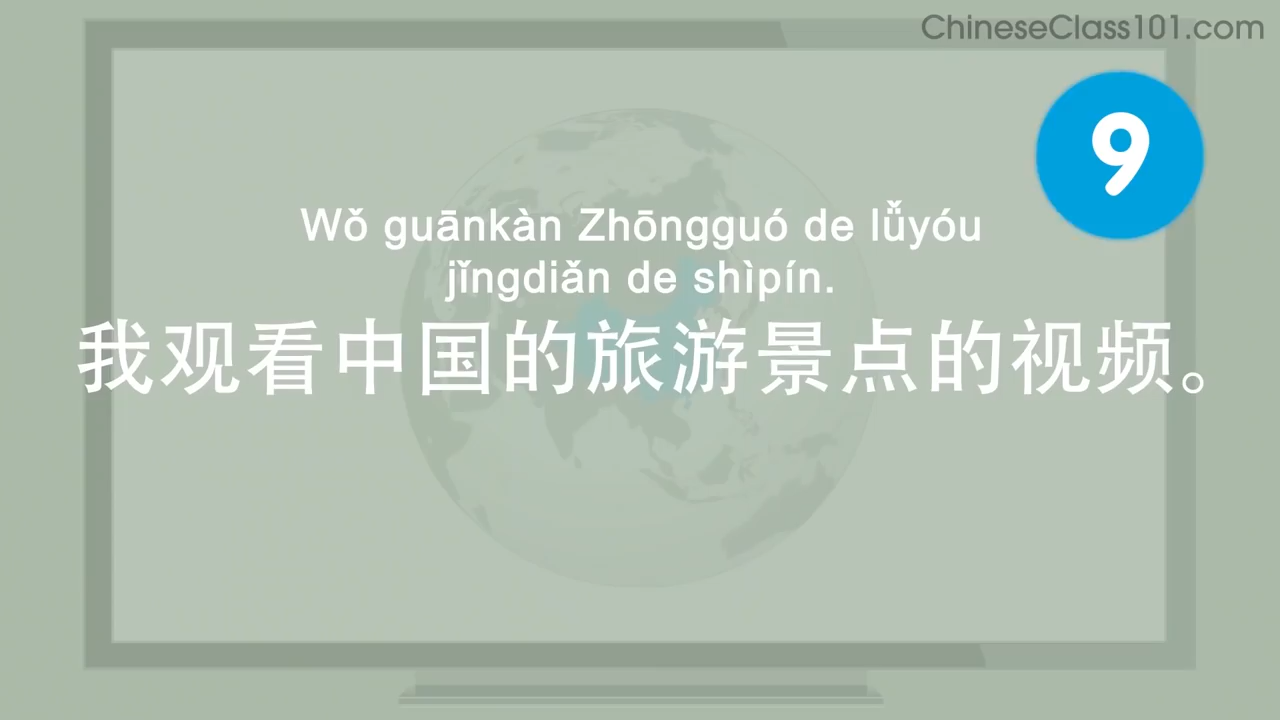 ChineseClass101.com
9
Wǒ guānkàn Zhōngguó de lǚyóu
jǐngdiǎn de shìpín.
我观看中国的旅游景点的视频。